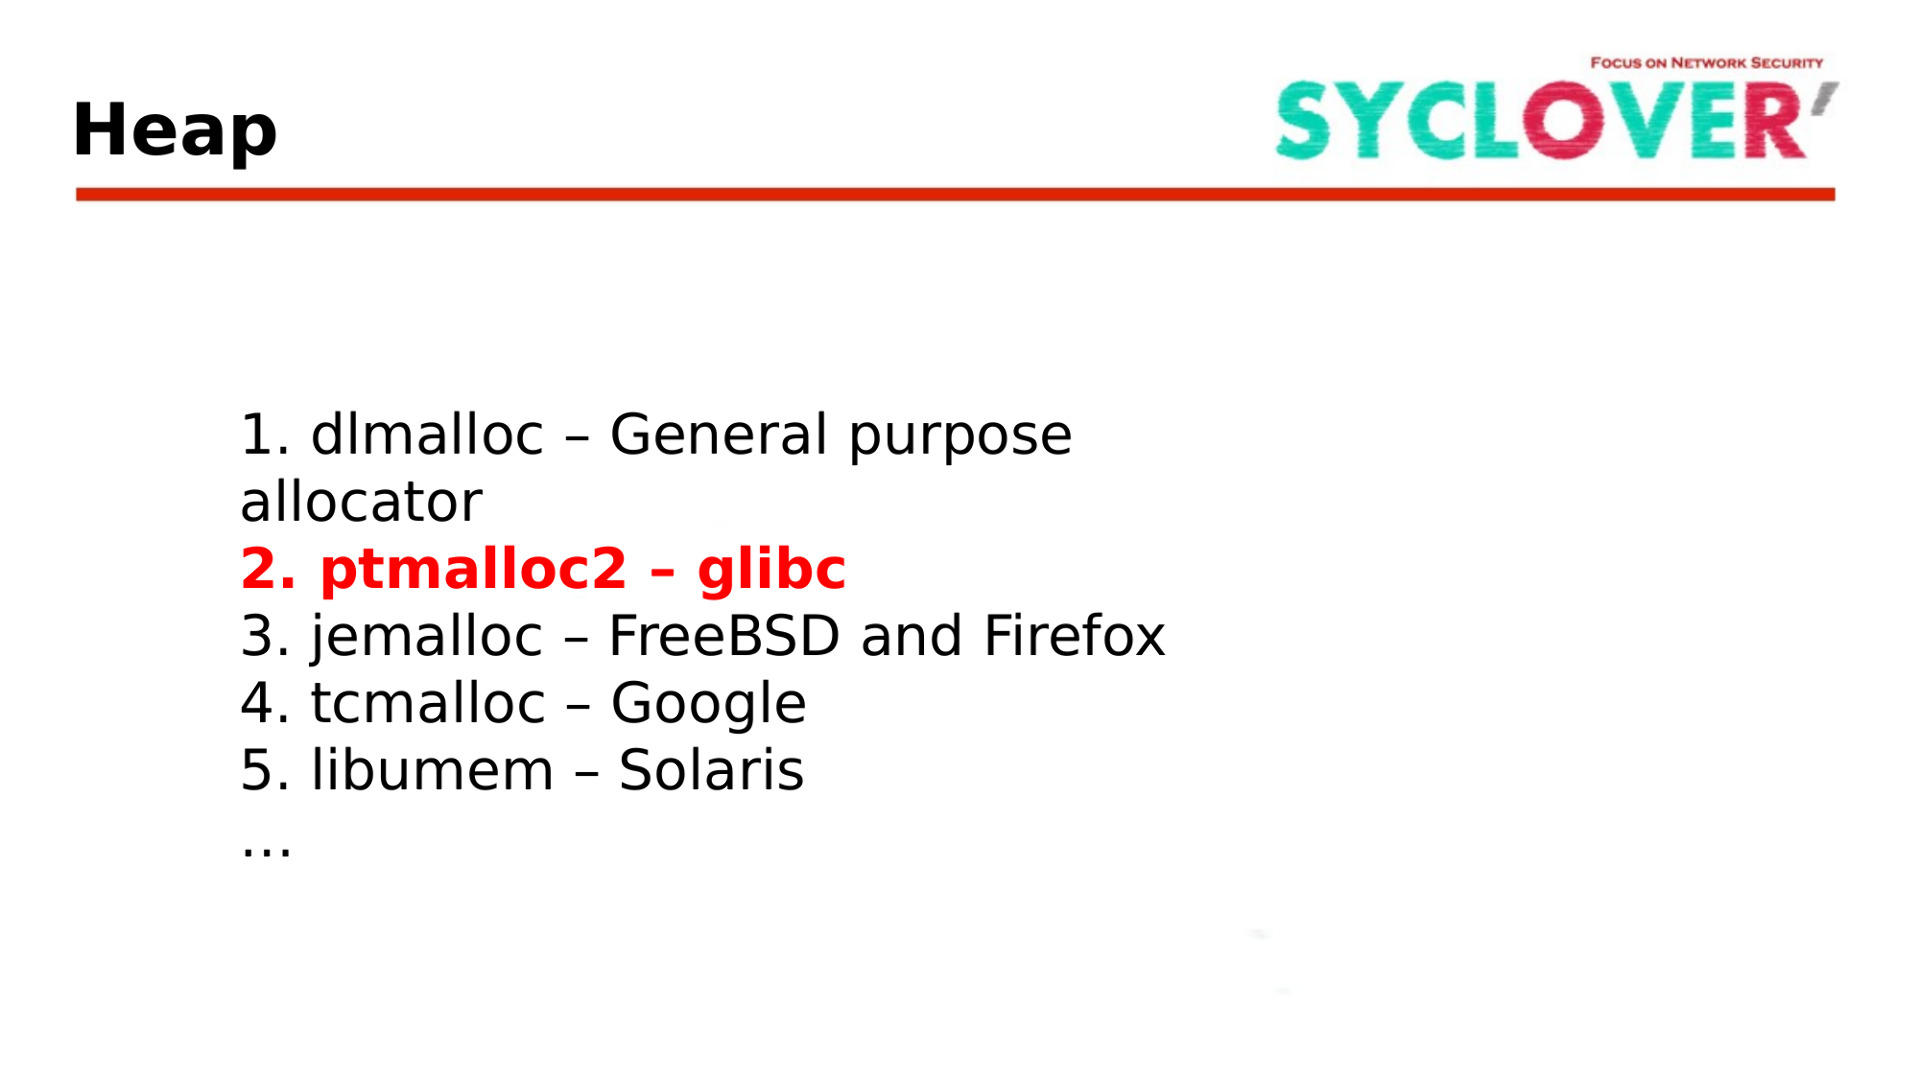 Focus on Network Security
SYCLOVER'
Heap
1. dlmalloc – General purpose
allocator
2. ptmalloc2 – glibc
3. jemalloc – FreeBSD and Firefox
4. tcmalloc – Google
5. libumem – Solaris
…